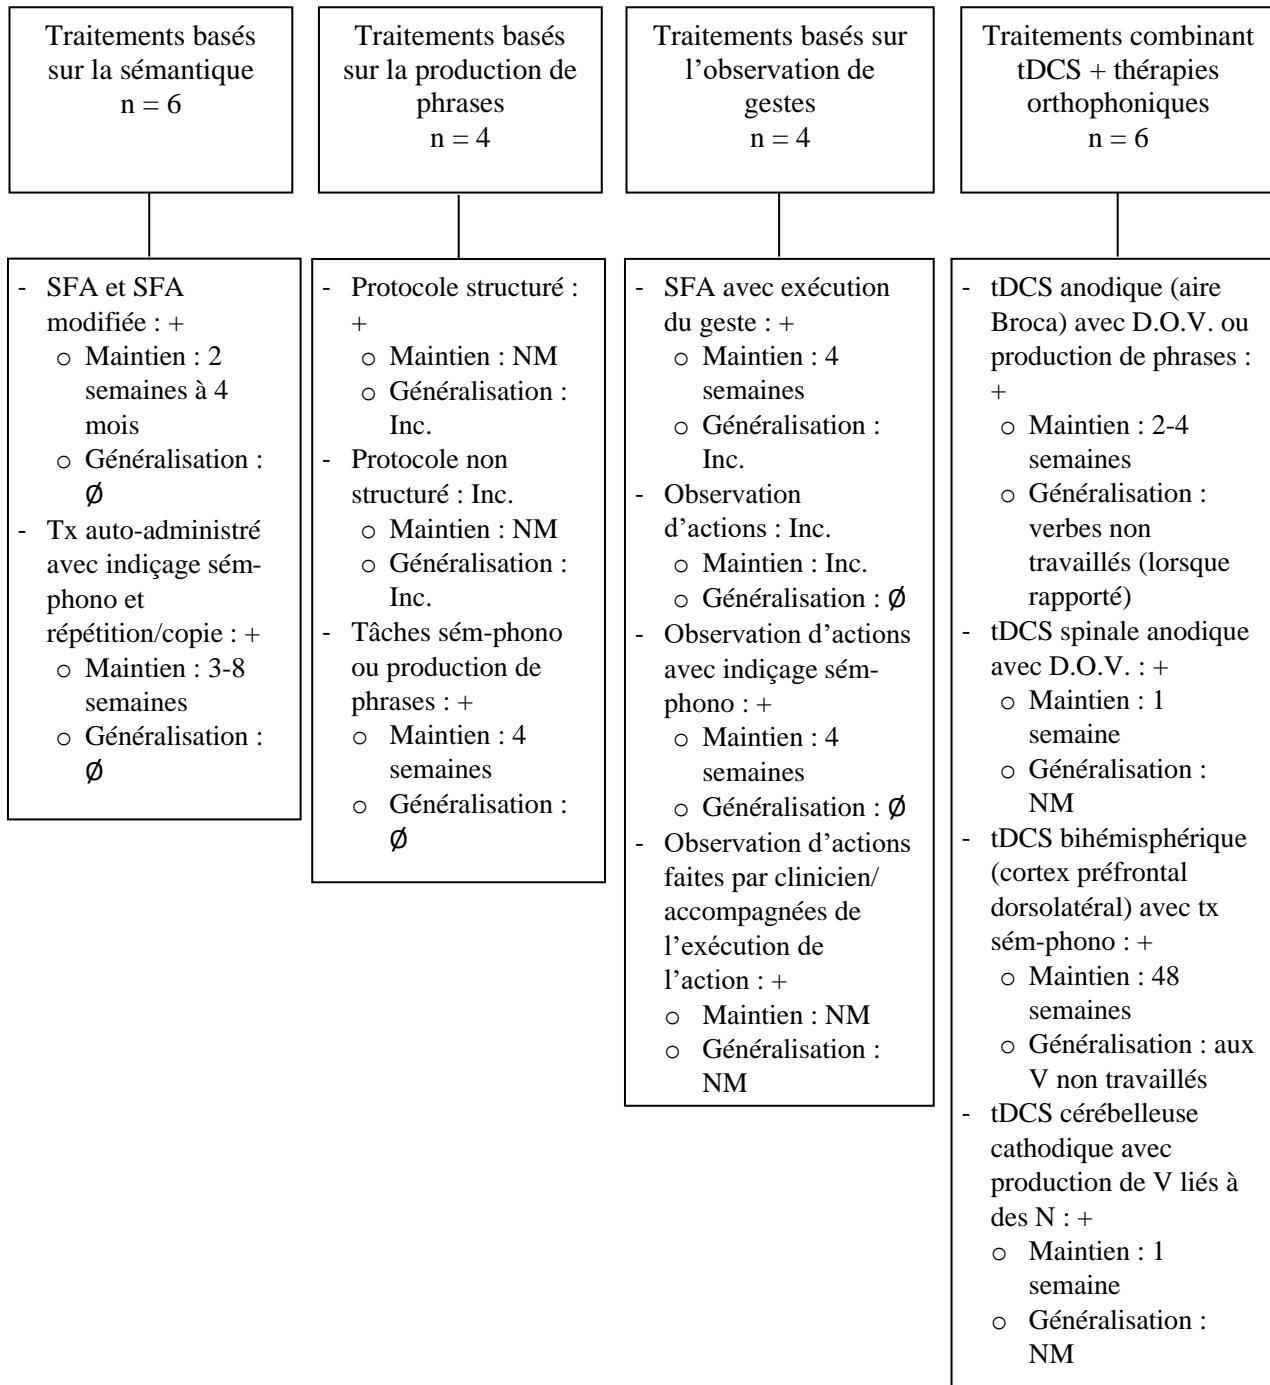 Traitements basés
sur la sémantique
n = 6
Traitements basés
sur la production de
phrases
n = 4
Traitements basés sur
l’observation de
gestes
n = 4
Traitements combinant
tDCS + thérapies
orthophoniques
n = 6
- SFA et SFA
modifiée : +
o Maintien : 2
semaines à 4
mois
o Généralisation :
Ø
- Tx auto-administré
avec indiçage sém-
phono et
répétition/copie : +
o Maintien : 3-8
semaines
o Généralisation :
Ø
- Protocole structuré :
+
o Maintien : NM
o Généralisation :
Inc.
- Protocole non
structuré : Inc.
o Maintien : NM
o Généralisation :
Inc.
- Tâches sém-phono
ou production de
phrases : +
o Maintien : 4
semaines
o Généralisation :
Ø
- SFA avec exécution
du geste : +
o Maintien : 4
semaines
o Généralisation :
Inc.
- Observation
d’actions : Inc.
o Maintien : Inc.
o Généralisation : Ø
- Observation d’actions
avec indiçage sém-
phono : +
o Maintien : 4
semaines
o Généralisation : Ø
- Observation d’actions
faites par clinicien/
accompagnées de
l’exécution de
l’action : +
o Maintien : NM
o Généralisation :
NM
- tDCS anodique (aire
Broca) avec D.O.V. ou
production de phrases :
+
o Maintien : 2-4
semaines
o Généralisation :
verbes non
travaillés (lorsque
rapporté)
- tDCS spinale anodique
avec D.O.V. : +
o Maintien : 1
semaine
o Généralisation :
NM
- tDCS bihémisphérique
(cortex préfrontal
dorsolatéral) avec tx
sém-phono : +
o Maintien : 48
semaines
o Généralisation : aux
V non travaillés
- tDCS cérébelleuse
cathodique avec
production de V liés à
des N : +
o Maintien : 1
semaine
o Généralisation :
NM